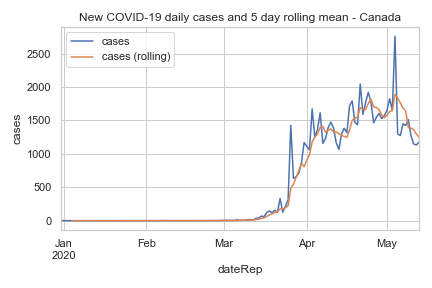 New COVID-19 daily cases and 5 day rolling mean - Canada
cases
cases (rolling)
2500
2000
1500
1000
500
0
cases
Jan Feb Mar Apr May
2020
dateRep